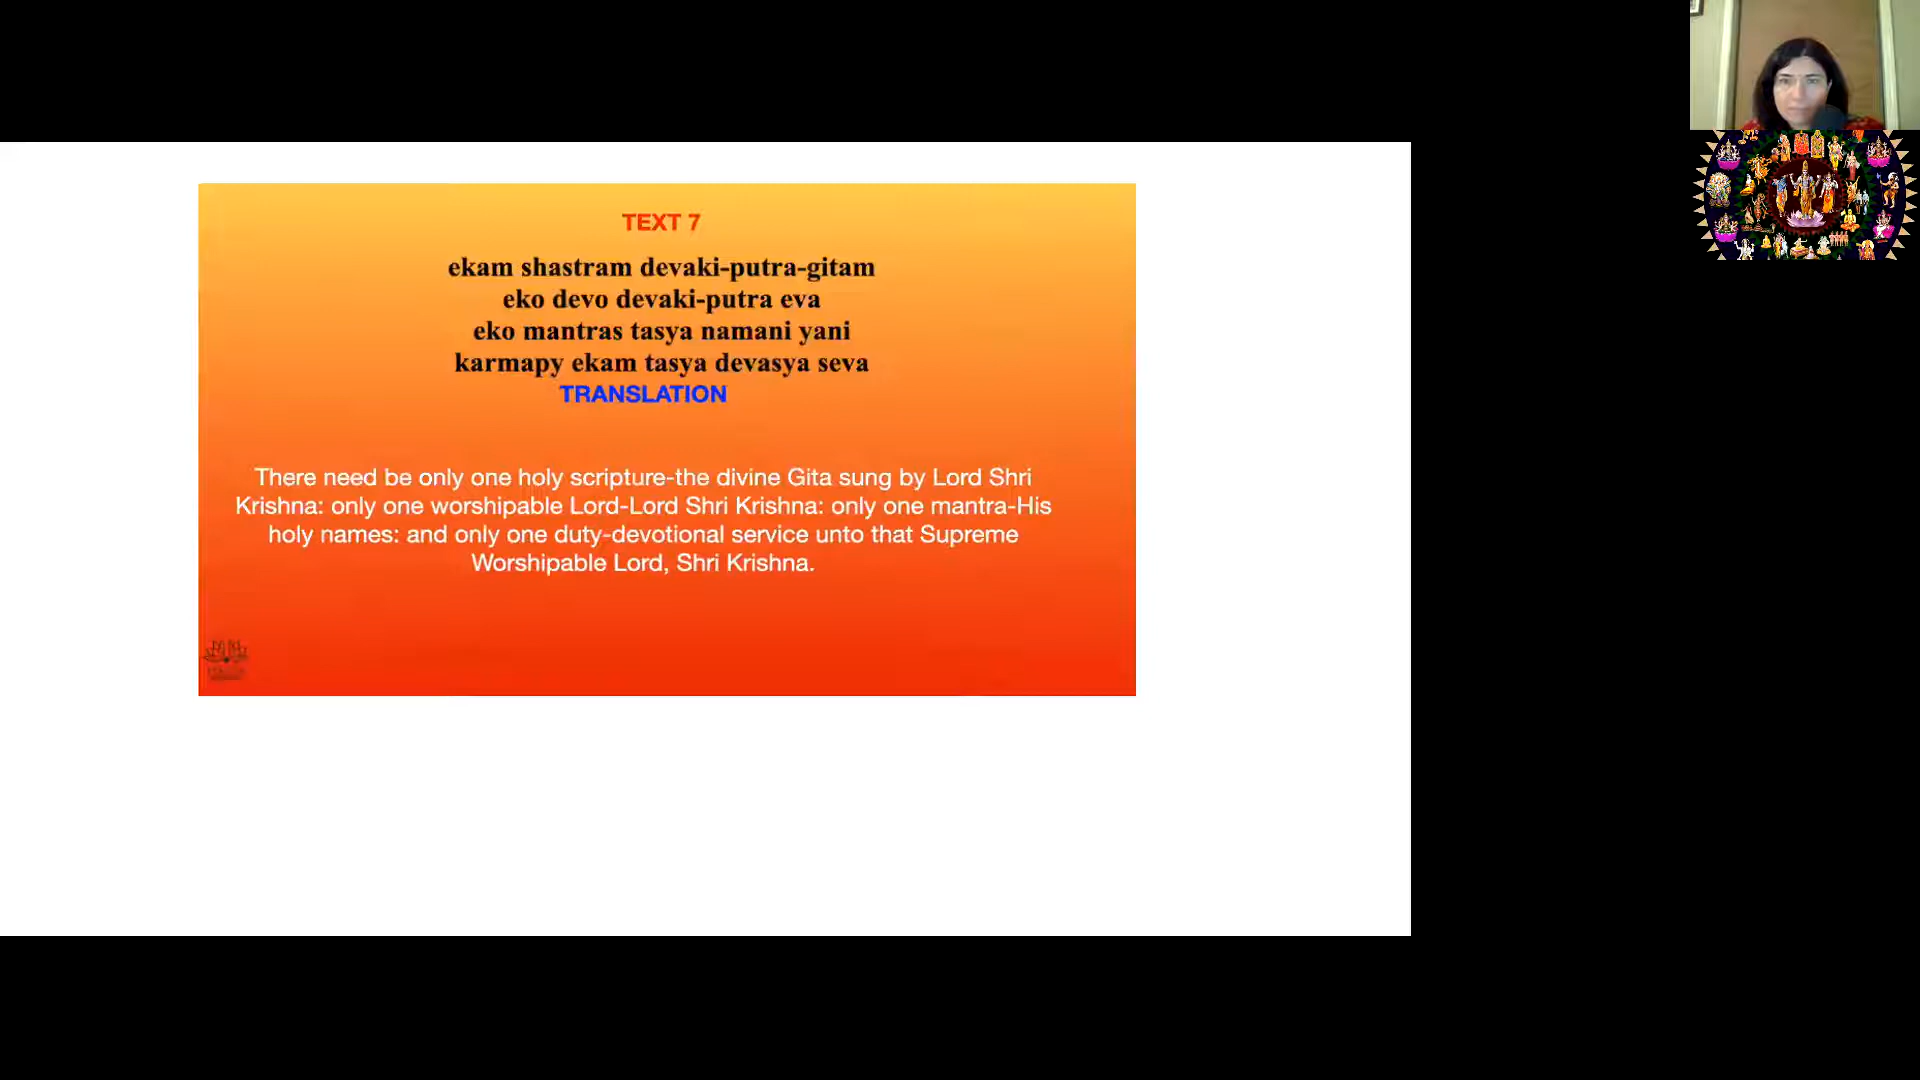 TEXT 7
ekam shastram devaki-putra-gitam
eko devo devaki-putra eva
eko mantras tasya namani yani
karmapy ekam tasya devasya seva
TRANSLATION
There need be only one holy scripture-the divine Gita sung by Lord Shri
Krishna: only one worshipable Lord-Lord Shri Krishna: only one mantra-His
holy names: and only one duty-devotional service unto that Supreme
Worshipable Lord, Shri Krishna.